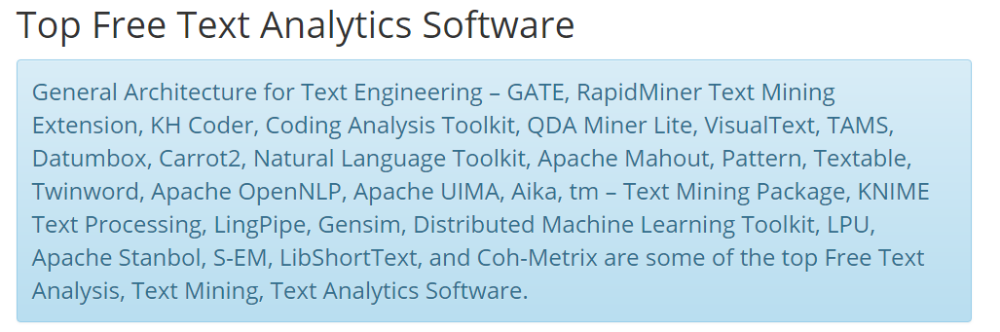 Top Free Text Analytics Software
General Architecture for Text Engineering – GATE, RapidMiner Text Mining
Extension, KH Coder, Coding Analysis Toolkit, QDA Miner Lite, VisualText, TAMS,
Datumbox, Carrot2, Natural Language Toolkit, Apache Mahout, Pattern, Textable,
Twinword, Apache OpenNLP, Apache UIMA, Aika, tm – Text Mining Package, KNIME
Text Processing, LingPipe, Gensim, Distributed Machine Learning Toolkit, LPU,
Apache Stanbol, S-EM, LibShortText, and Coh-Metrix are some of the top Free Text
Analysis, Text Mining, Text Analytics Software.